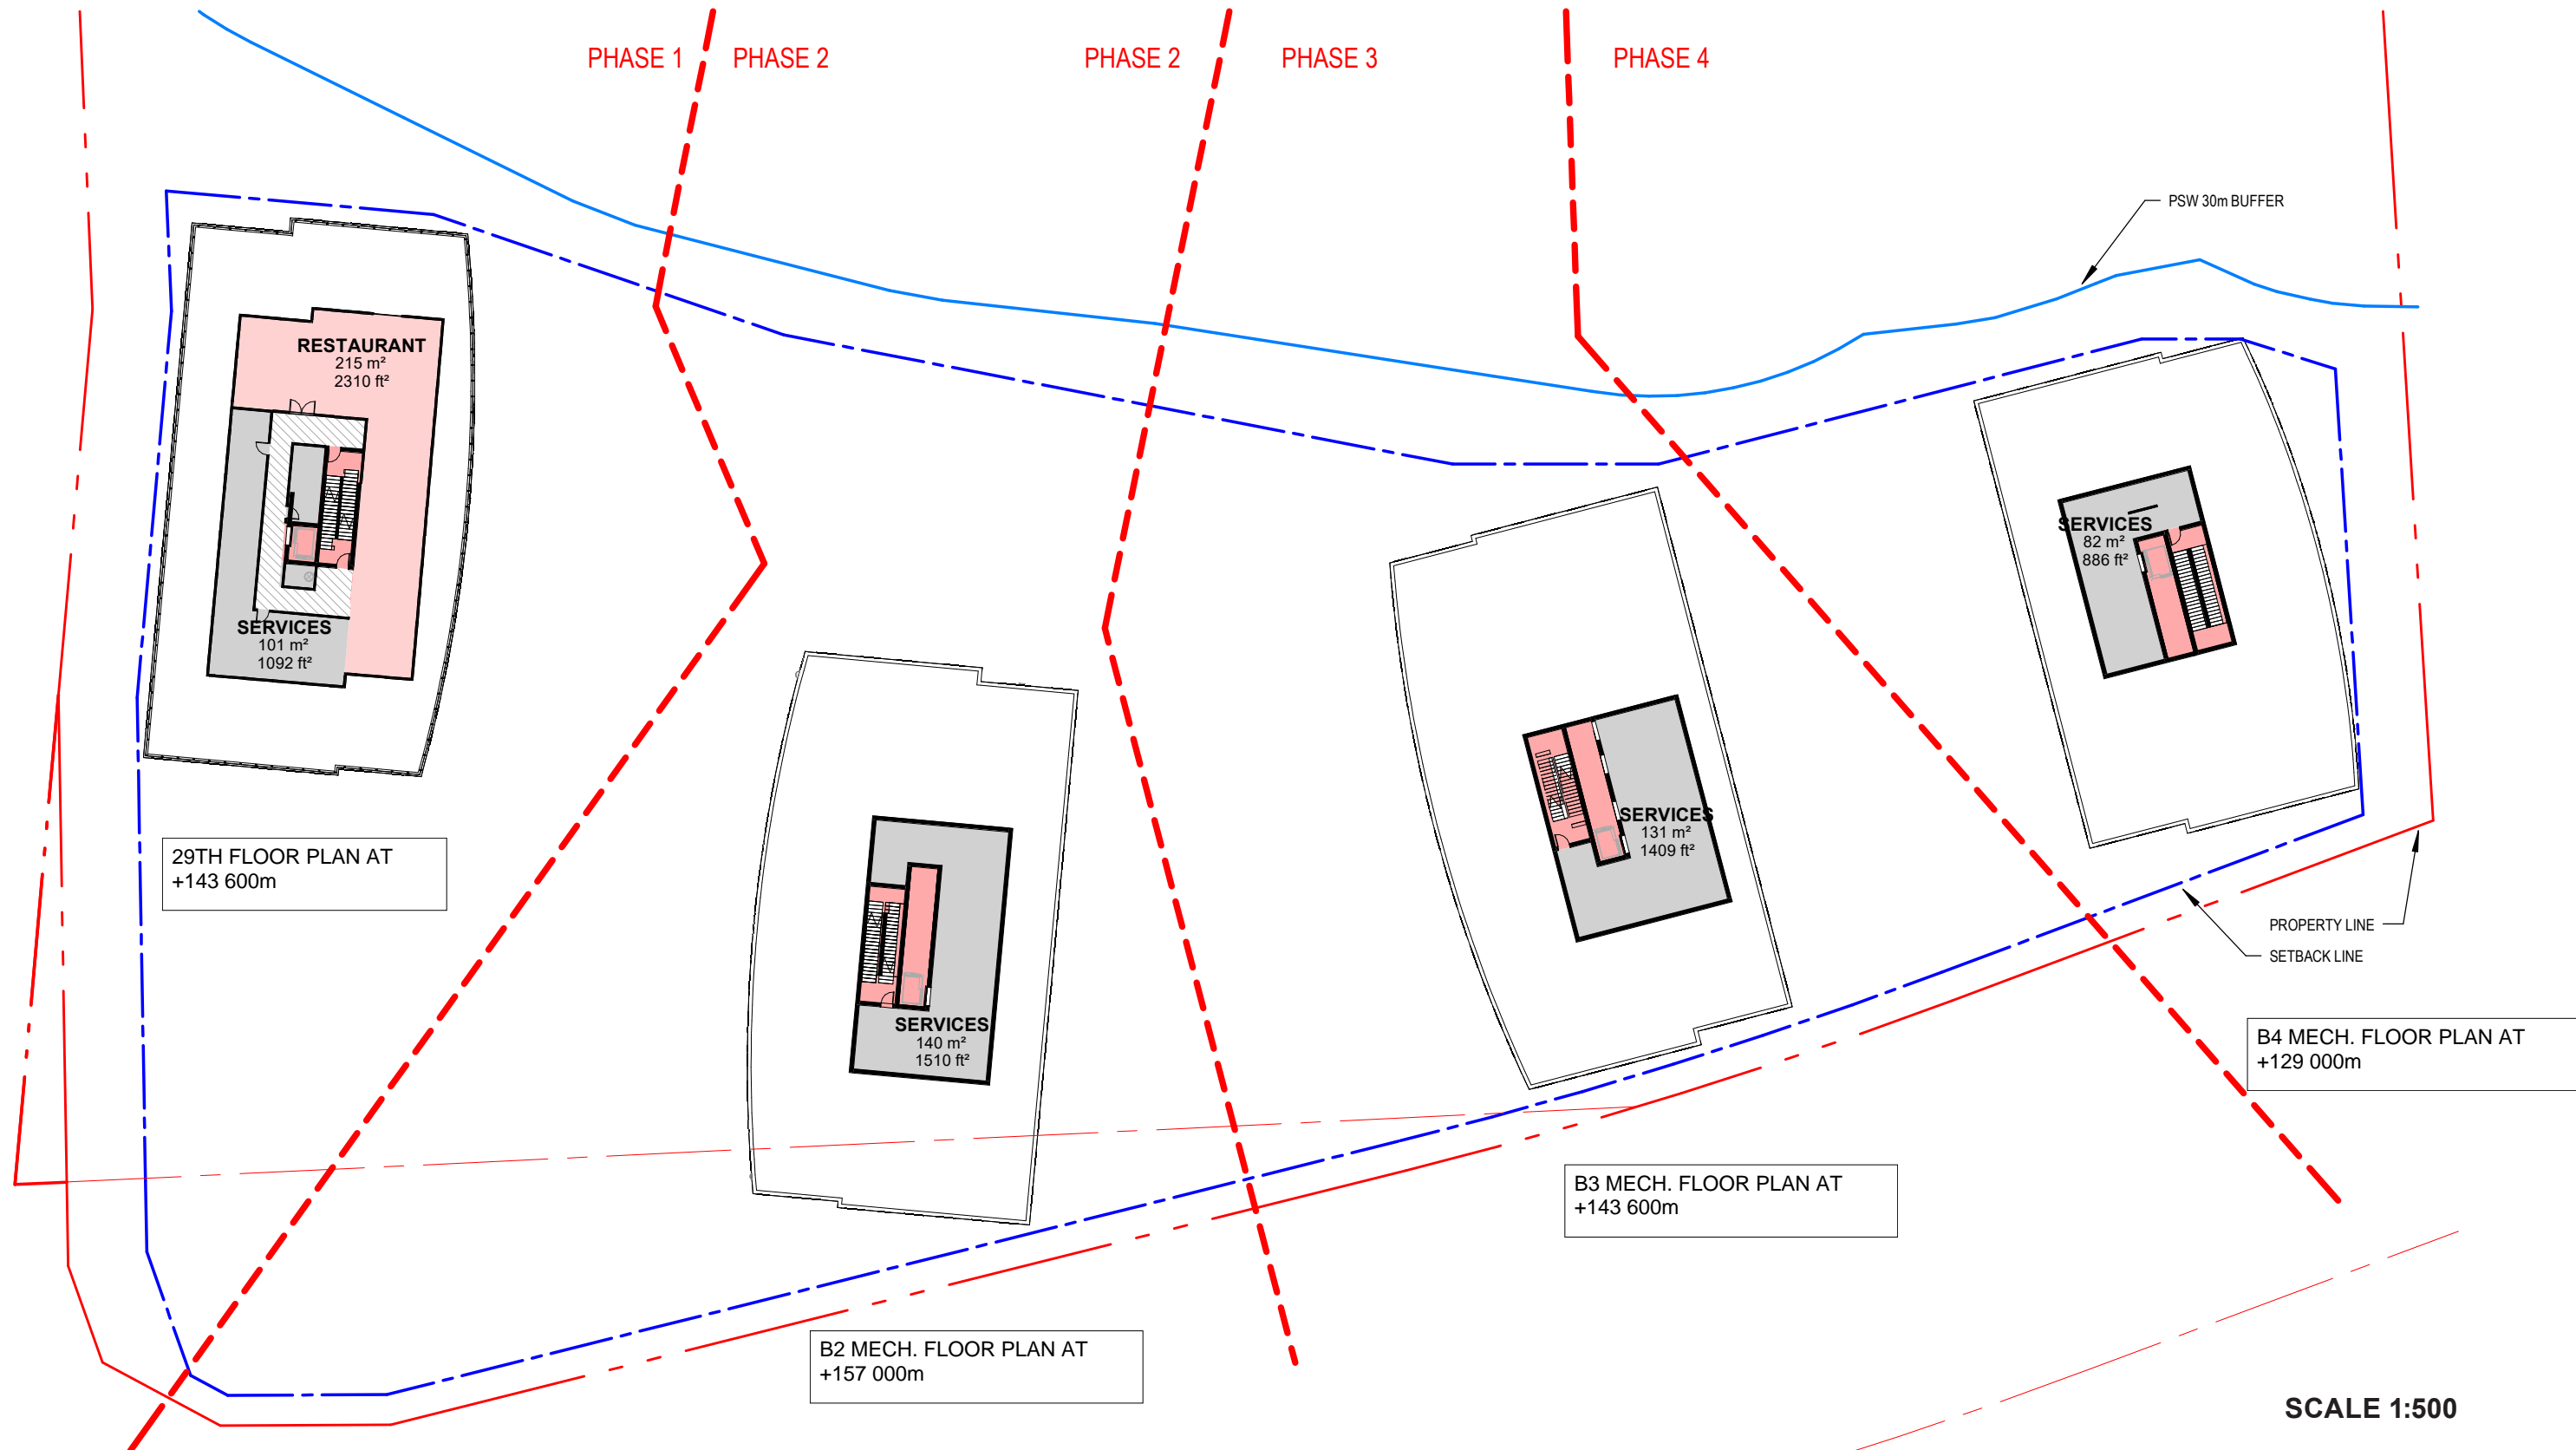 PHASE 1
PHASE 2
PHASE 2
PHASE 3
PHASE 4
PSW 30m BUFFER
RESTAURANT
215 m²
2310 ft²
SERVICES
101 m²
1092 ft²
SERVICES
82 m²
886 ft²
SERVICES
131 m²
1409 ft²
29TH FLOOR PLAN AT
+143 600m
PROPERTY LINE
SETBACK LINE
SERVICES
140 m²
1510 ft²
B4 MECH. FLOOR PLAN AT
+129 000m
B3 MECH. FLOOR PLAN AT
+143 600m
B2 MECH. FLOOR PLAN AT
+157 000m
SCALE 1:500